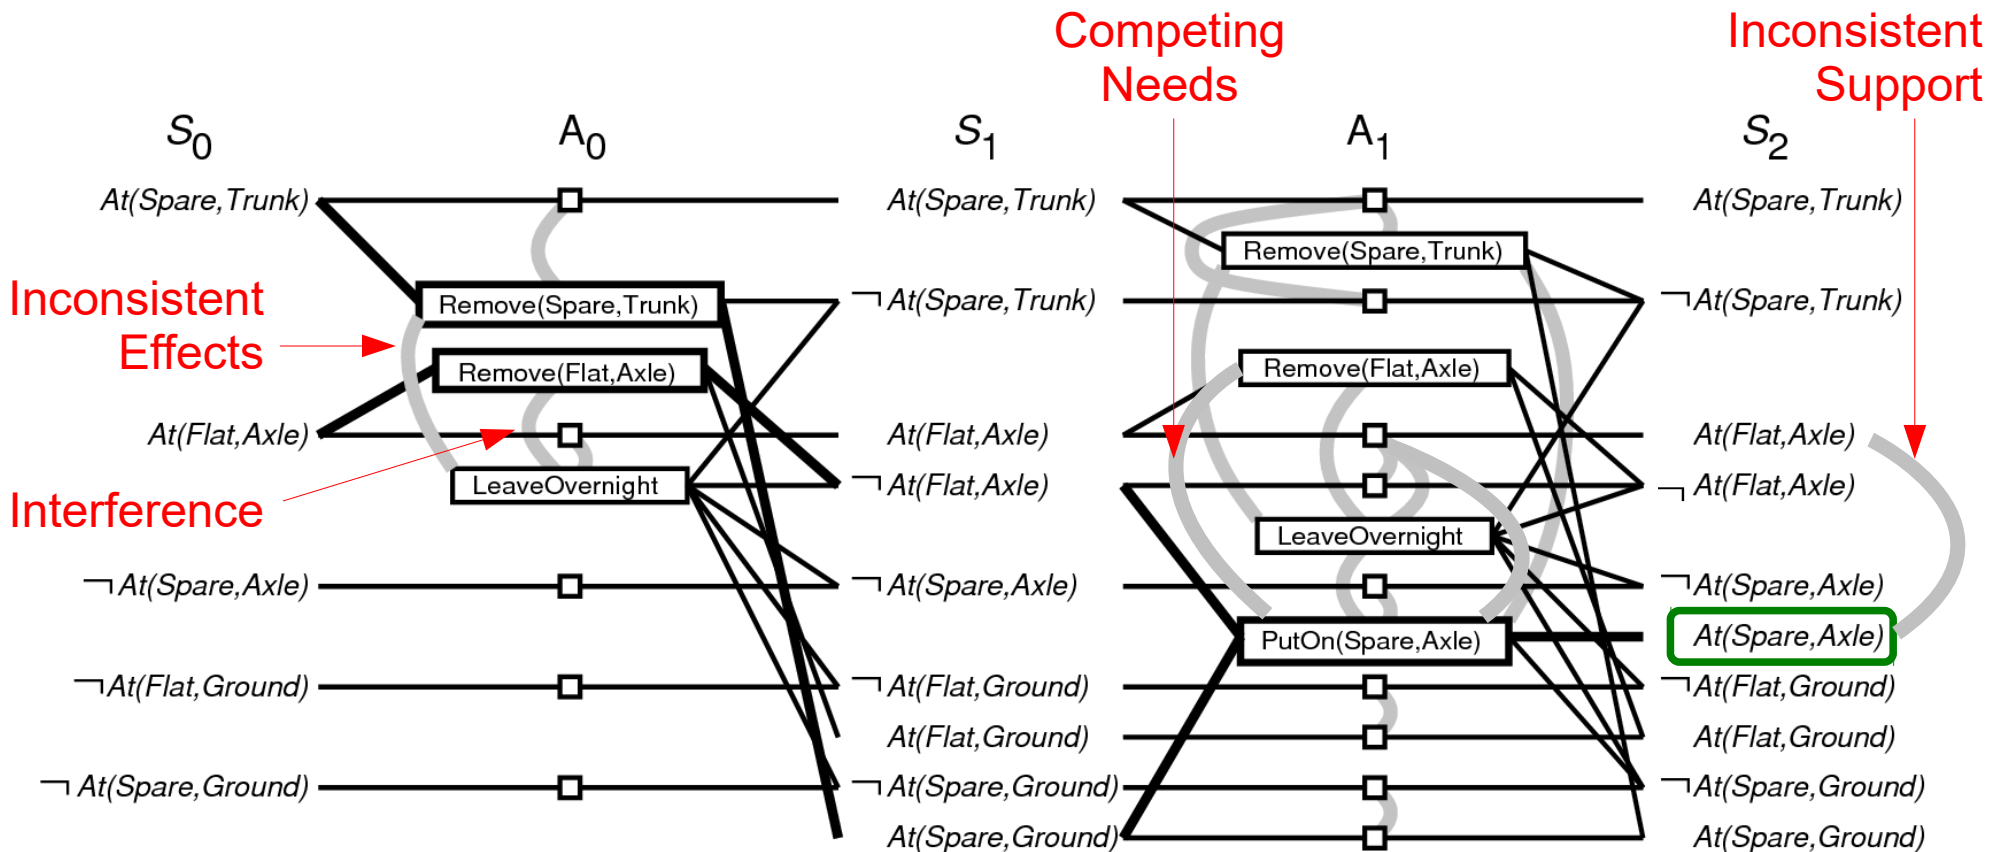 Competing
Needs
Inconsistent
Support
S0 A0 S1 A1 S2
At(Spare,Trunk) At(Spare,Trunk) At(Spare,Trunk)
Remove(Spare,Trunk)
Inconsistent
Effects
Remove(Spare,Trunk) ¬At(Spare,Trunk) ¬At(Spare,Trunk)
Remove(Flat,Axle) Remove(Flat,Axle)
At(Flat,Axle) At(Flat,Axle) At(Flat,Axle)
Interference
LeaveOvernight ¬At(Flat,Axle) ¬At(Flat,Axle)
LeaveOvernight
¬At(Spare,Axle) ¬At(Spare,Axle) ¬At(Spare,Axle)
PutOn(Spare,Axle) At(Spare,Axle)
¬At(Flat,Ground) ¬At(Flat,Ground) ¬At(Flat,Ground)
At(Flat,Ground) At(Flat,Ground)
¬At(Spare,Ground) ¬At(Spare,Ground) ¬At(Spare,Ground)
At(Spare,Ground) At(Spare,Ground)